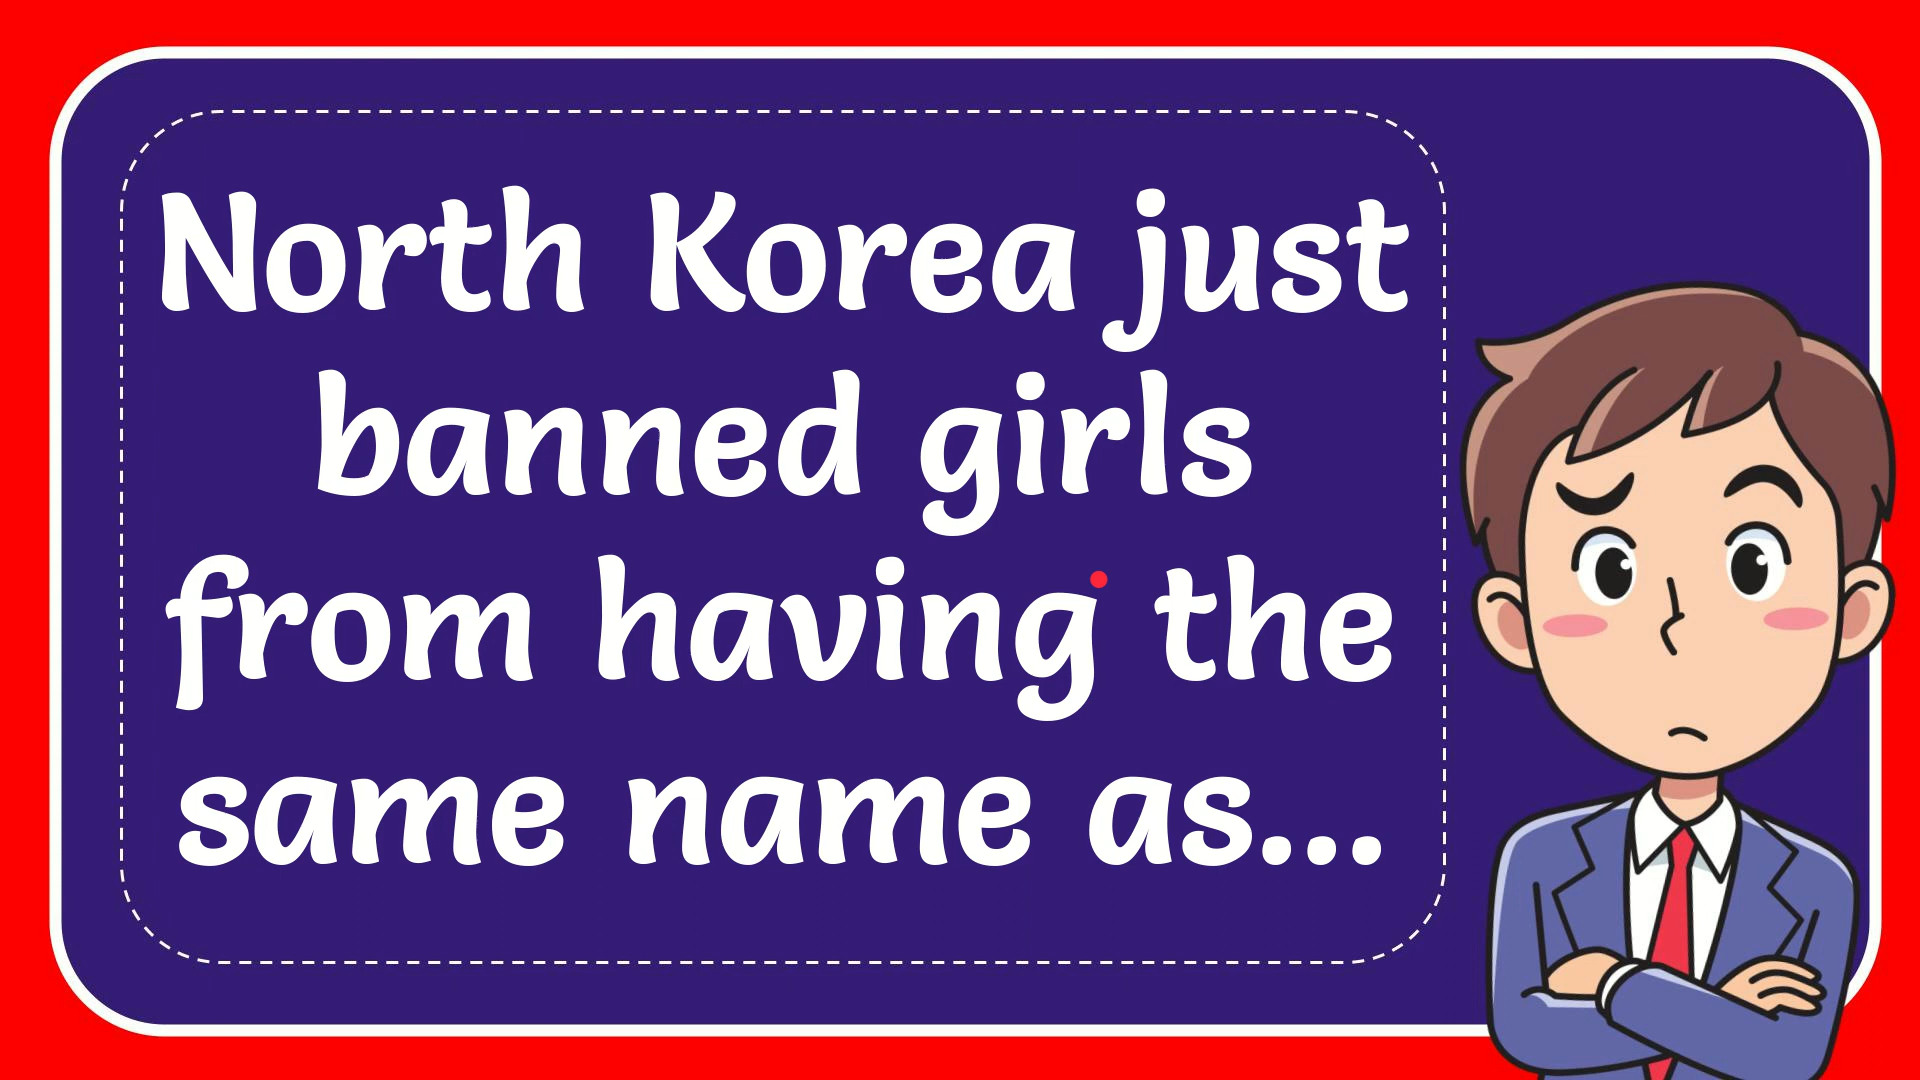 North Korea just
banned girls
from having the
same name as...